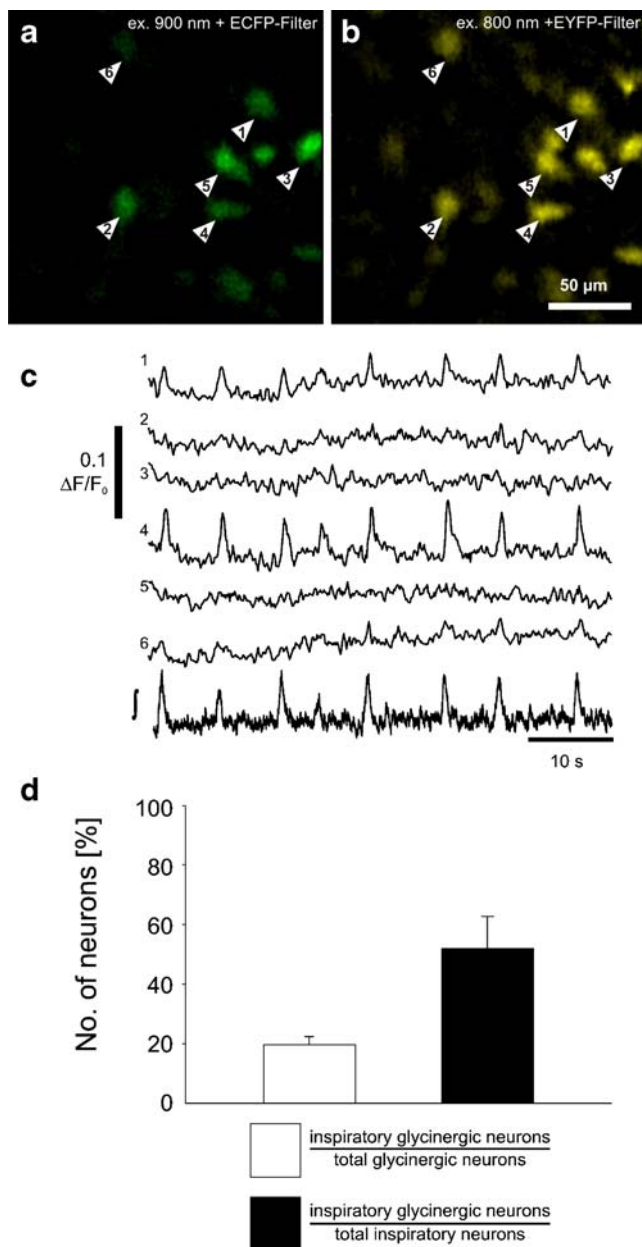 a
ex. 900 nm + ECFP-Filter
6
1
5
3
2
4
b
ex. 800 nm +EYFP-Filter
6
1
5
3
2
4
50 µm
c
1
2
0.1
ΔF/F₀
3
4
5
6
∫
10 s
d
No. of neurons [%]
100
80
60
40
20
0
inspiratory glycinergic neurons
total glycinergic neurons
inspiratory glycinergic neurons
total inspiratory neurons